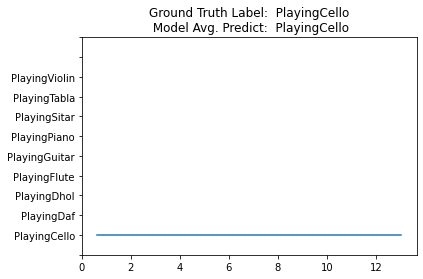 Ground Truth Label:  PlayingCello
Model Avg. Predict:  PlayingCello
PlayingViolin
PlayingTabla
PlayingSitar
PlayingPiano
PlayingGuitar
PlayingFlute
PlayingDhol
PlayingDaf
PlayingCello
0 2 4 6 8 10 12